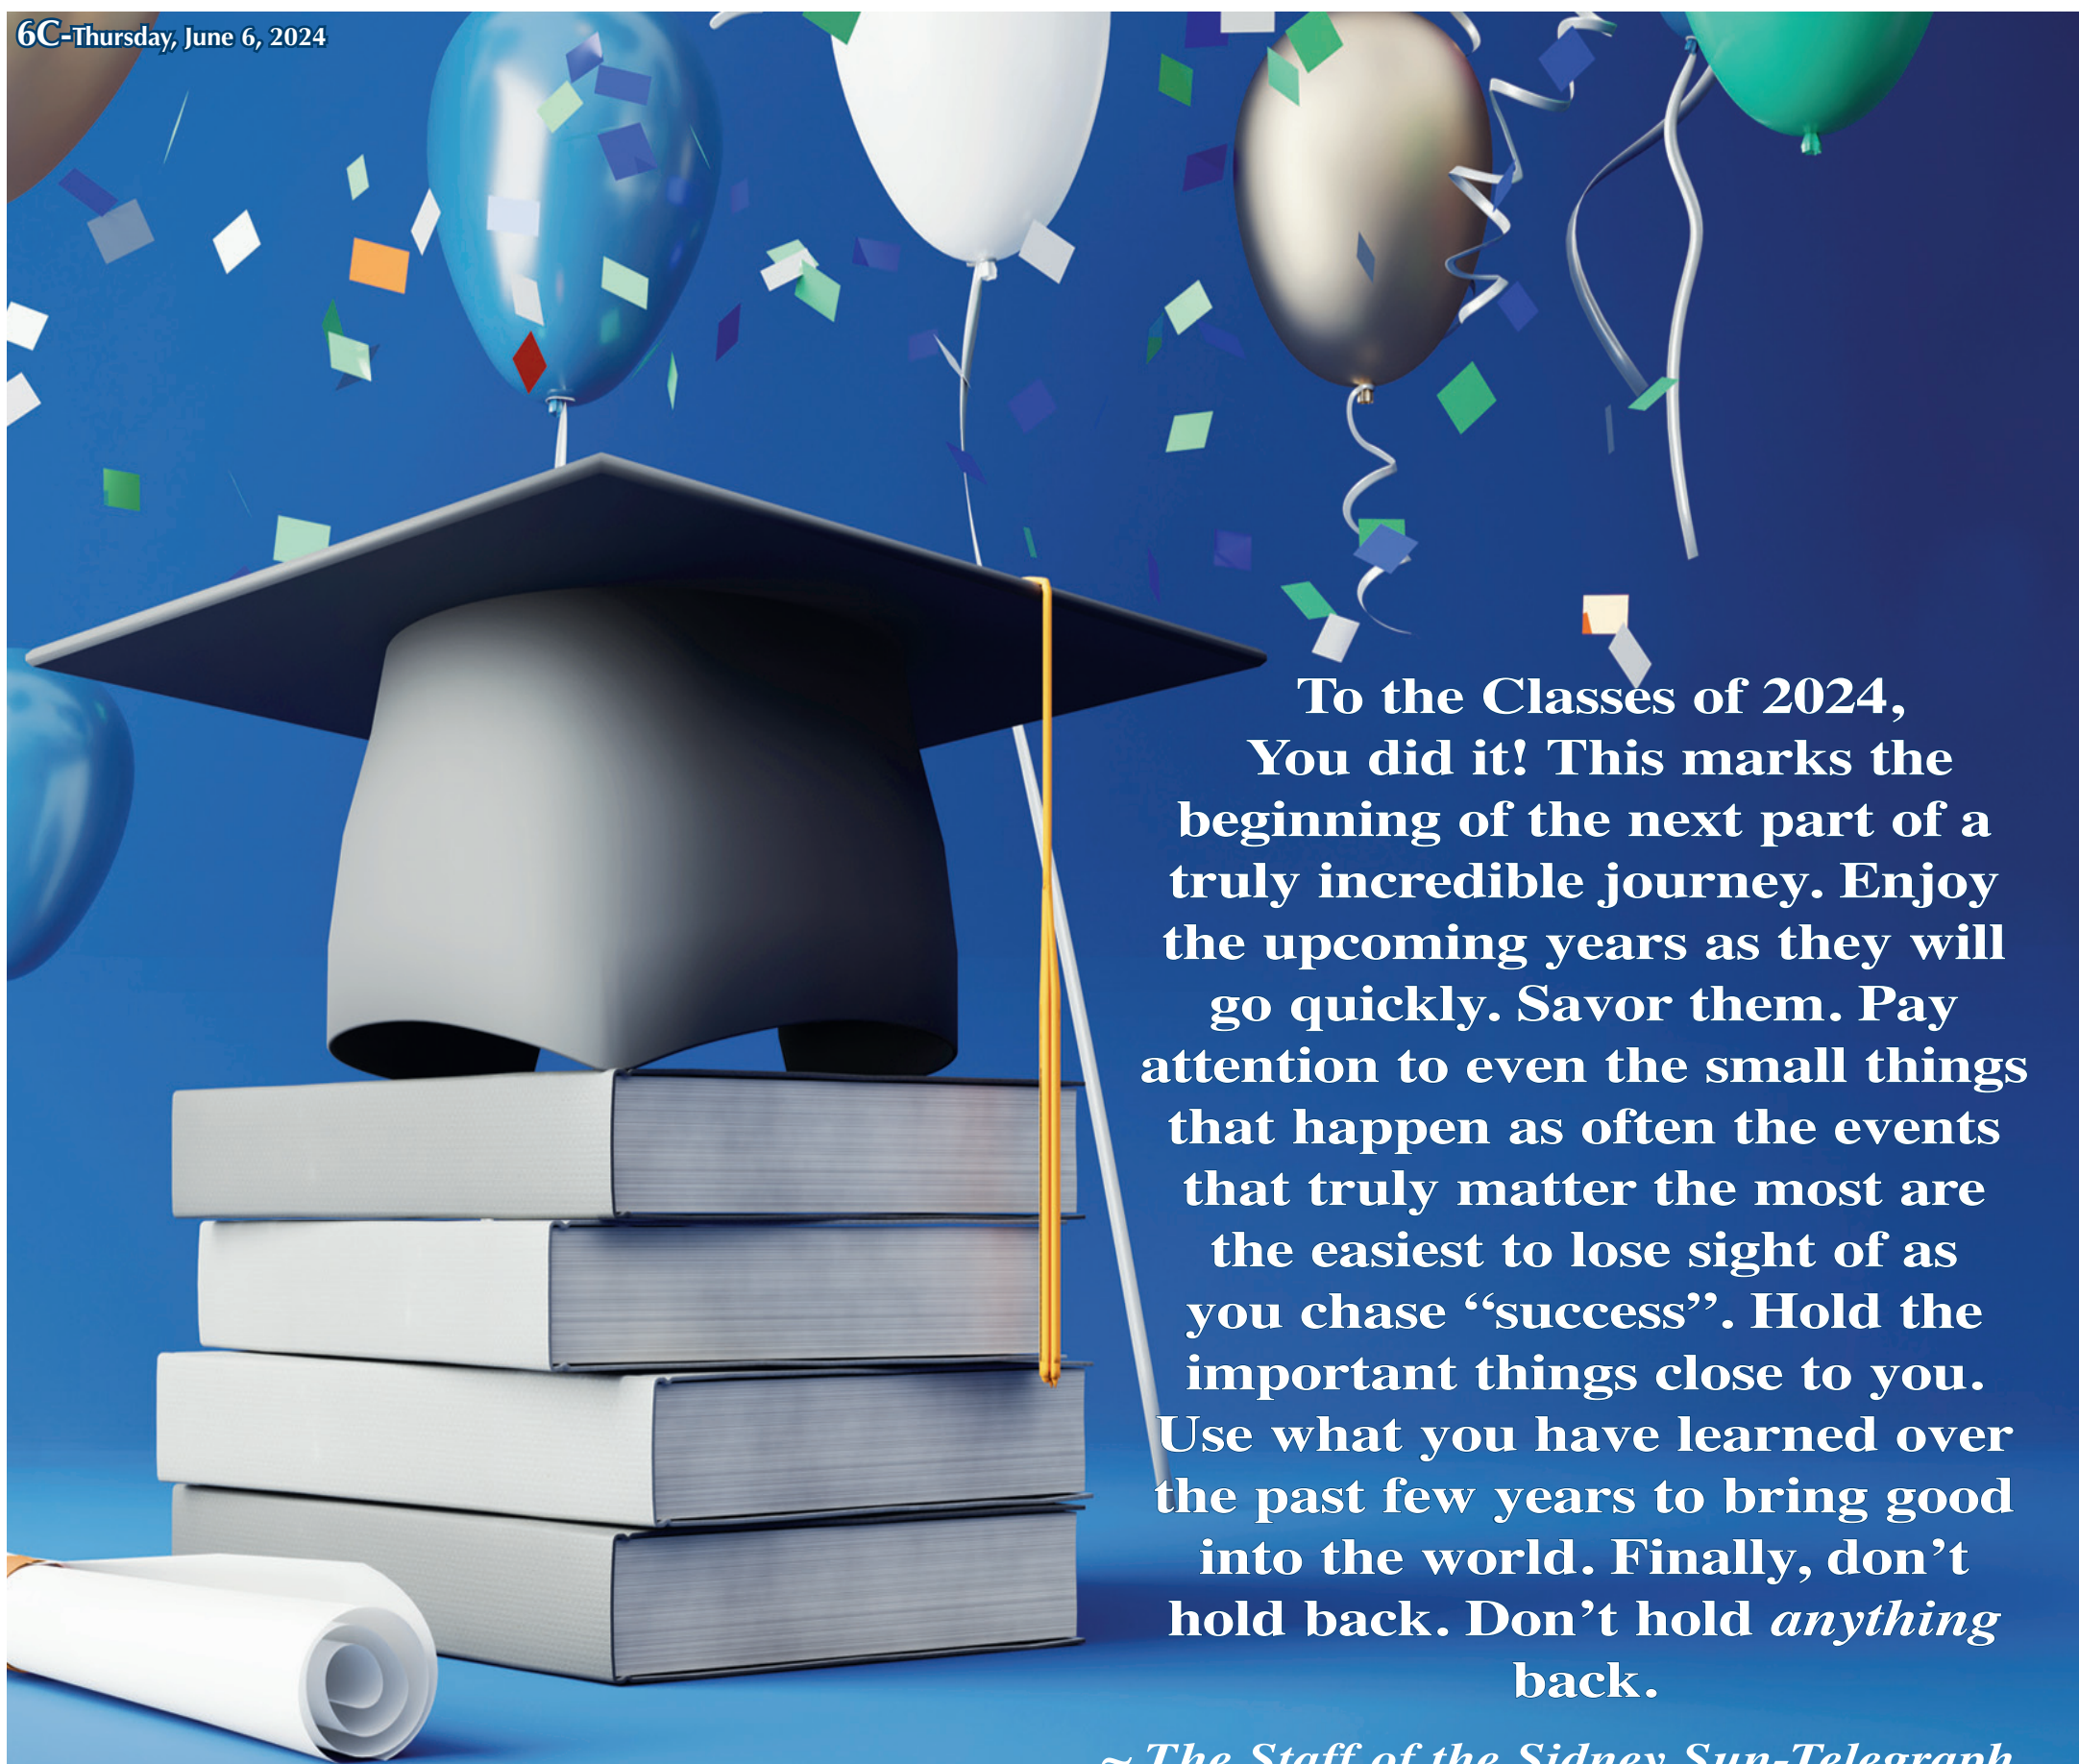 6C-Thursday, June 6, 2024
To the Classes of 2024,
You did it! This marks the
beginning of the next part of a
truly incredible journey. Enjoy
the upcoming years as they will
go quickly. Savor them. Pay
attention to even the small things
that happen as often the events
that truly matter the most are
the easiest to lose sight of as
you chase “success”. Hold the
important things close to you.
Use what you have learned over
the past few years to bring good
into the world. Finally, don’t
hold back. Don’t hold anything
back.
~ The Staff of the Sidney Sun-Telegraph